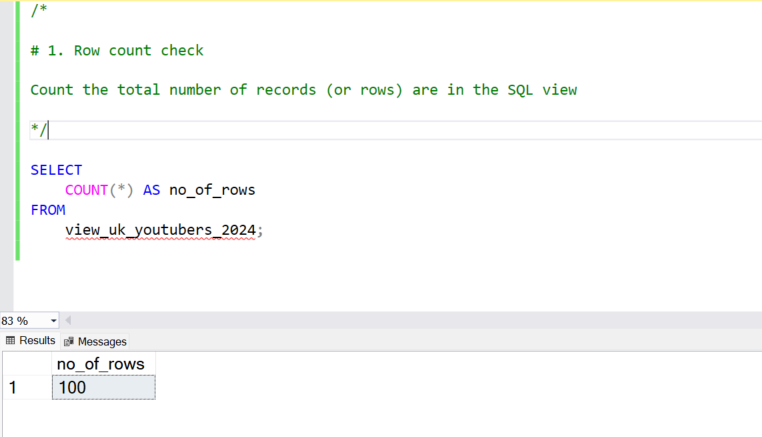 /*
# 1. Row count check
Count the total number of records (or rows) are in the SQL view
*/
SELECT
COUNT(*) AS no_of_rows
FROM
view_uk_youtubers_2024;
83 %
Results Messages
no_of_rows
1 100